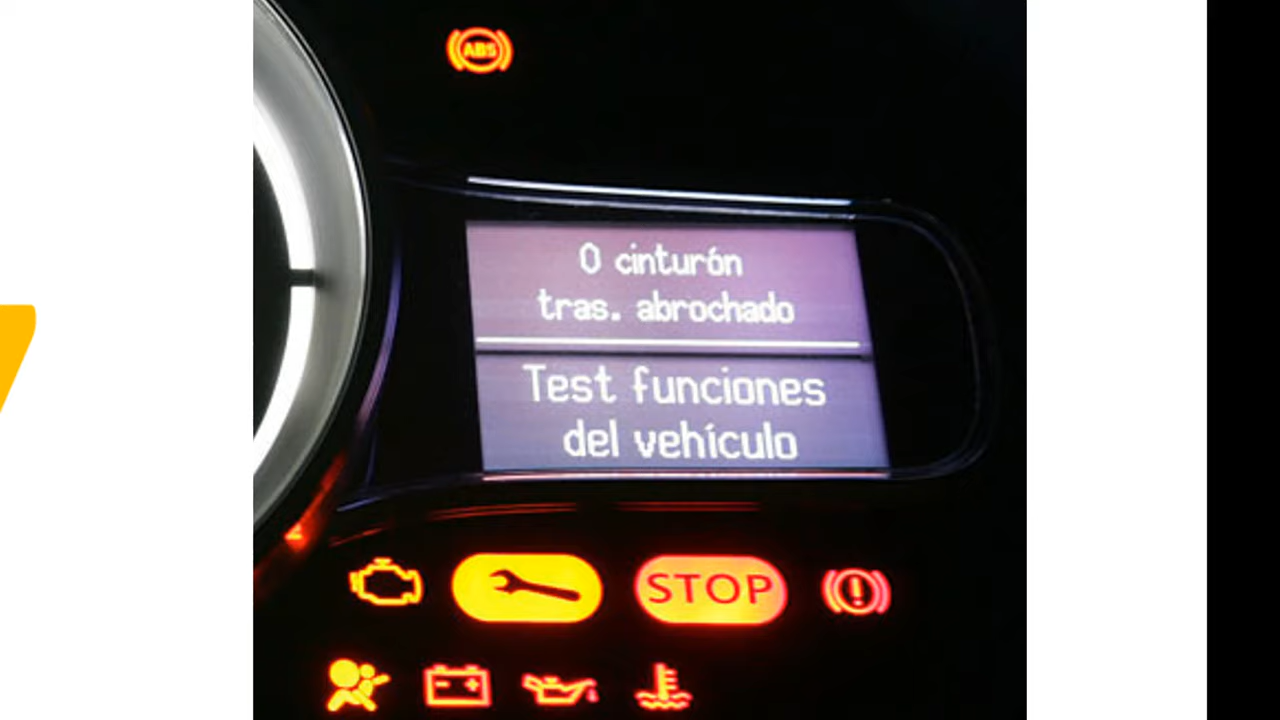 ABS
0 cinturón
tras. abrochado
Test funciones
del vehículo
STOP